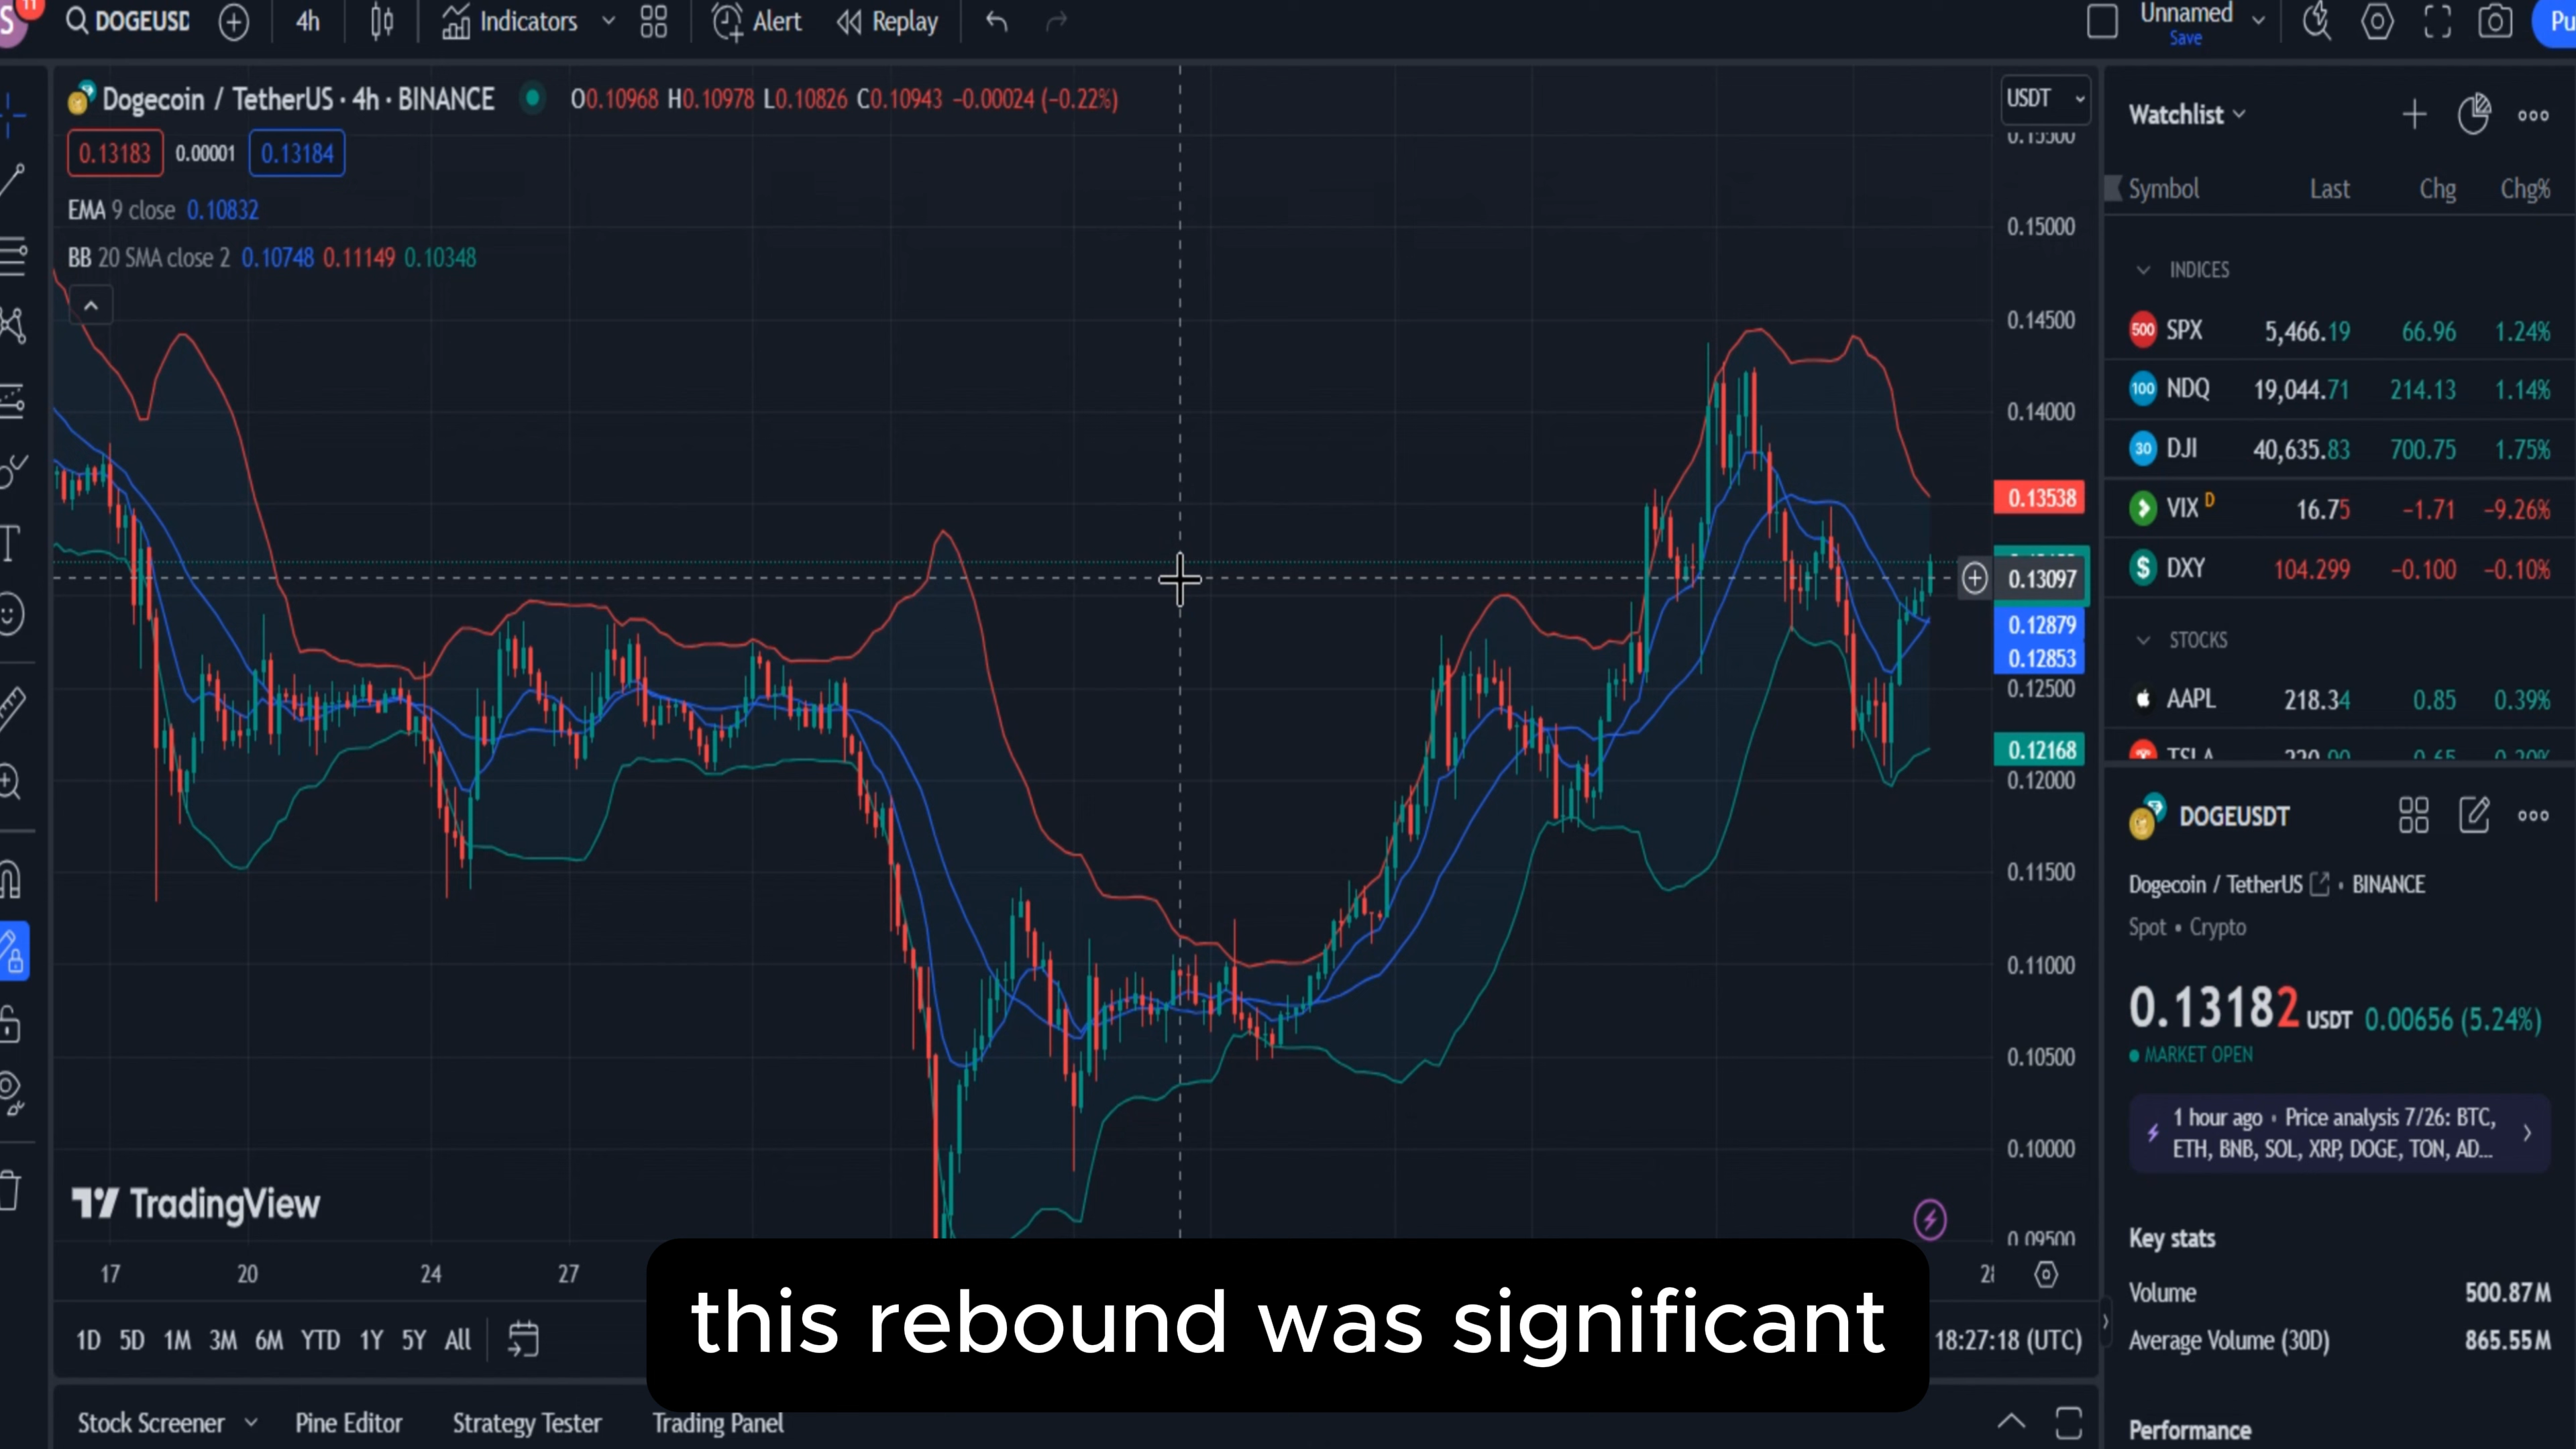 11
S
DOGEUSD
4h
Indicators
Alert
Replay
Unnamed
Save
Pu
Dogecoin / TetherUS · 4h · BINANCE
O0.10968 H0.10978 L0.10826 C0.10943 −0.00024 (−0.22%)
0.13183 0.00001 0.13184
EMA 9 close 0.10832
BB 20 SMA close 2 0.10748 0.11149 0.10348
USDT
0.15500
0.15000
0.14500
0.14000
0.13538
0.13097
0.12879
0.12853
0.12500
0.12168
0.12000
0.11500
0.11000
0.10500
0.10000
0.09500
TradingView
17 20 24 27
this rebound was significant
1D 5D 1M 3M 6M YTD 1Y 5Y All
18:27:18 (UTC)
Stock Screener Pine Editor Strategy Tester Trading Panel
Watchlist
Symbol Last Chg Chg%
INDICES
500 SPX 5,466.19 66.96 1.24%
100 NDQ 19,044.71 214.13 1.14%
30 DJI 40,635.83 700.75 1.75%
VIX D 16.75 −1.71 −9.26%
$ DXY 104.299 −0.100 −0.10%
STOCKS
AAPL 218.34 0.85 0.39%
TSLA
DOGEUSDT
Dogecoin / TetherUS · BINANCE
Spot • Crypto
0.13182 USDT 0.00656 (5.24%)
MARKET OPEN
1 hour ago · Price analysis 7/26: BTC,
ETH, BNB, SOL, XRP, DOGE, TON, AD...
Key stats
Volume 500.87M
Average Volume (30D) 865.55M
Performance